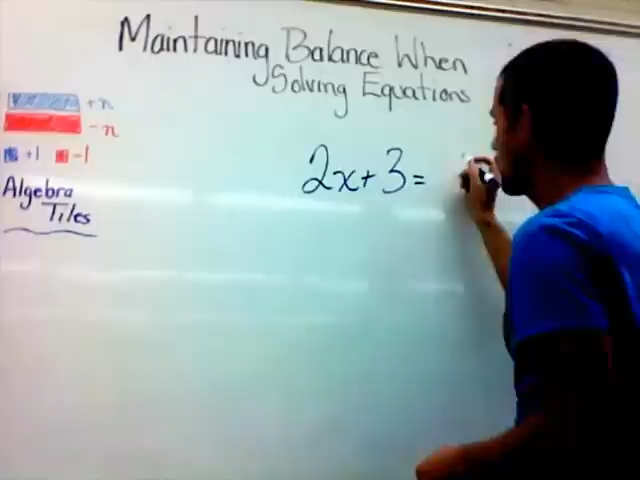 Maintaining Balance When
Solving Equations
+n
-n
+1 -1
Algebra
Tiles
2x+3=